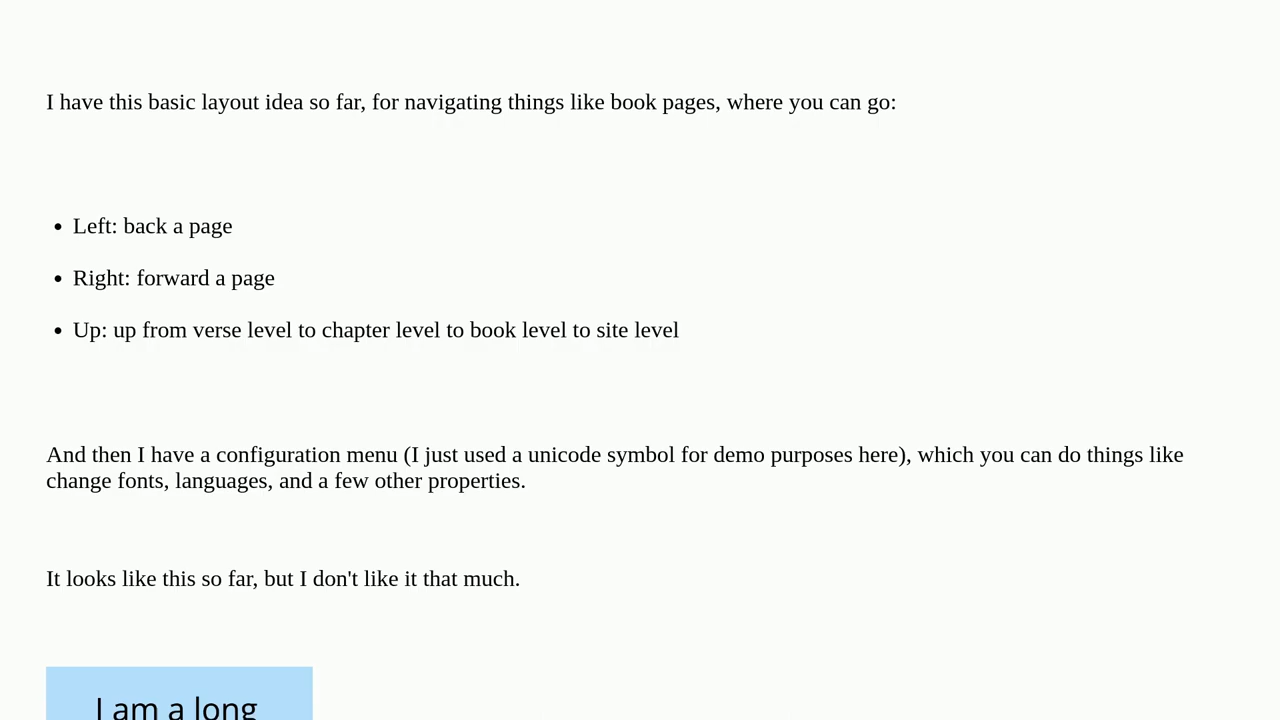 I have this basic layout idea so far, for navigating things like book pages, where you can go:
• Left: back a page
• Right: forward a page
• Up: up from verse level to chapter level to book level to site level
And then I have a configuration menu (I just used a unicode symbol for demo purposes here), which you can do things like
change fonts, languages, and a few other properties.
It looks like this so far, but I don't like it that much.
I am a long